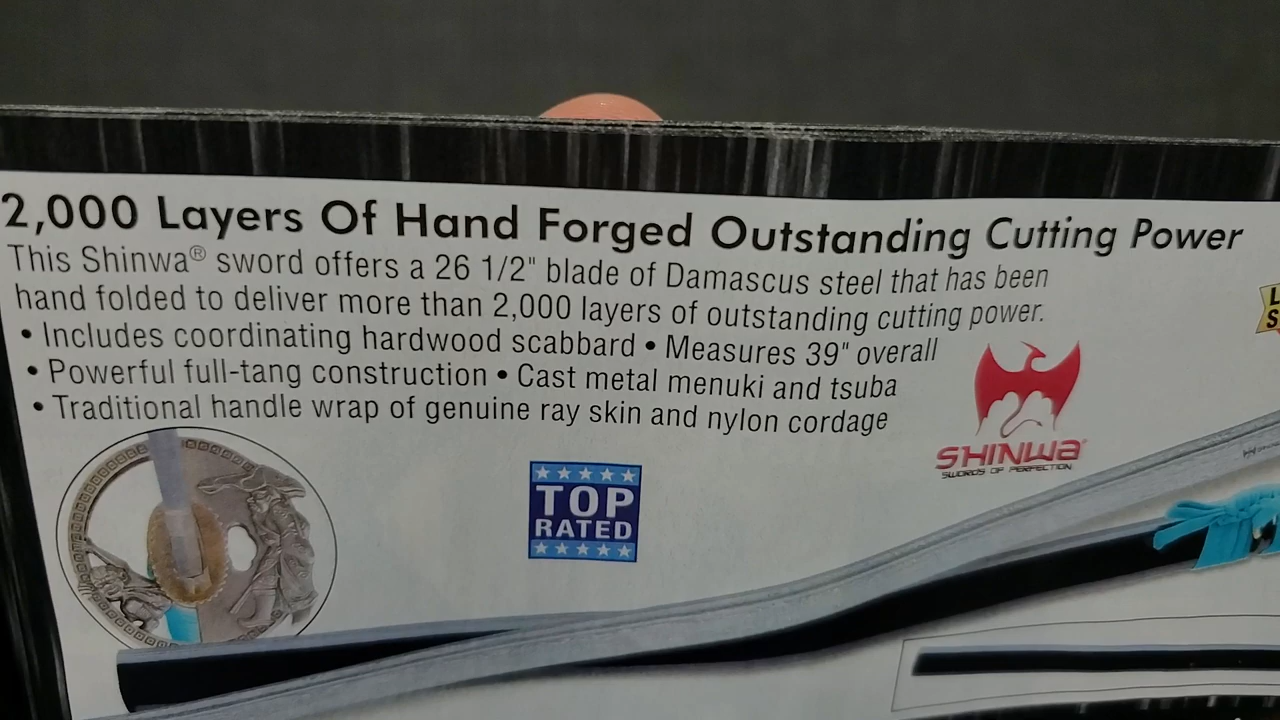 2,000 Layers Of Hand Forged Outstanding Cutting Power
This Shinwa® sword offers a 26 1/2" blade of Damascus steel that has been
hand folded to deliver more than 2,000 layers of outstanding cutting power.
• Includes coordinating hardwood scabbard • Measures 39" overall
• Powerful full-tang construction • Cast metal menuki and tsuba
• Traditional handle wrap of genuine ray skin and nylon cordage
SHINWA®
SWORDS OF PERFECTION
TOP
RATED